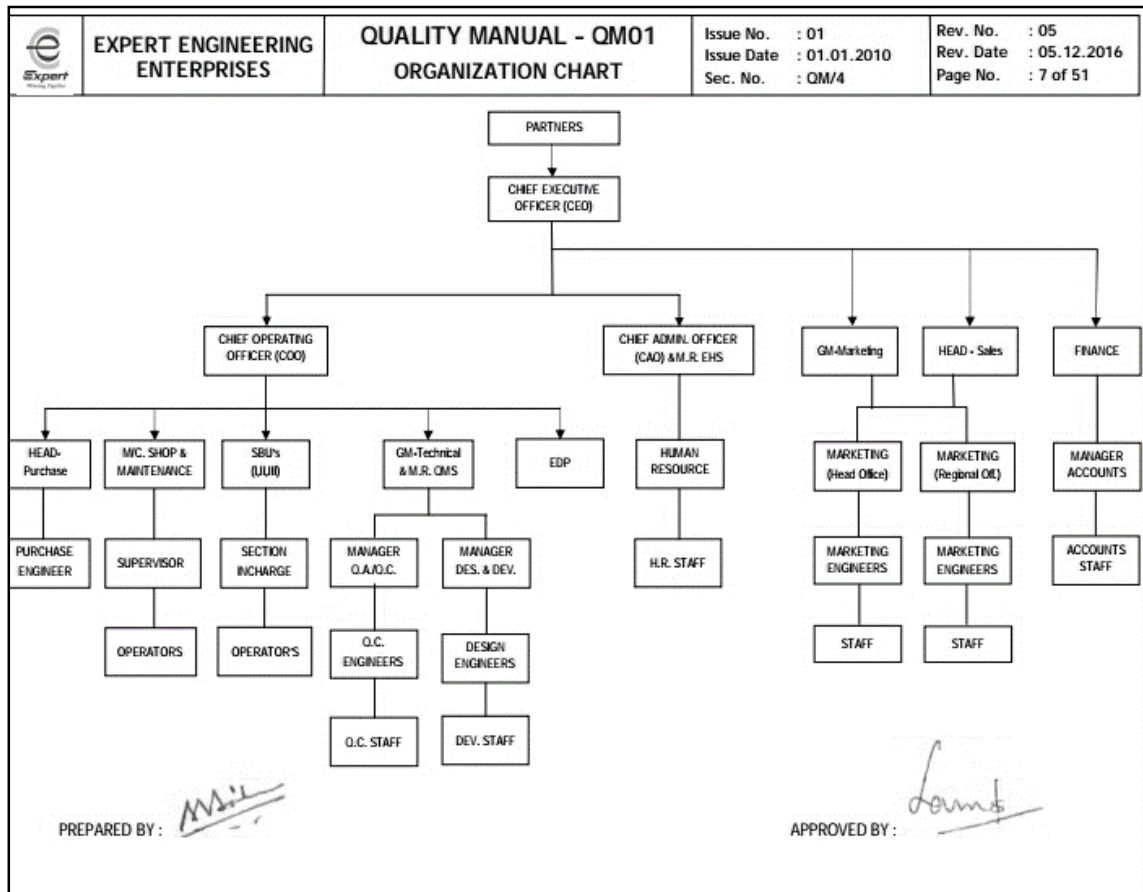 Expert
EXPERT ENGINEERING
ENTERPRISES
QUALITY MANUAL - QM01
ORGANIZATION CHART
Issue No. : 01
Issue Date : 01.01.2010
Sec. No. : QM/4
Rev. No. : 05
Rev. Date : 05.12.2016
Page No. : 7 of 51
PARTNERS
CHIEF EXECUTIVE
OFFICER (CEO)
CHIEF OPERATING
OFFICER (COO)
CHIEF ADMIN. OFFICER
(CAO) & M.R. EHS
GM-Marketing
HEAD - Sales
FINANCE
HEAD-
Purchase
M/C. SHOP &
MAINTENANCE
SBU's
GM-Technical
& M.R. QMS
EDP
HUMAN
RESOURCE
MARKETING
(Head Office)
MARKETING
(Regional Off.)
MANAGER
ACCOUNTS
PURCHASE
ENGINEER
SUPERVISOR
SECTION
INCHARGE
MANAGER
Q.A./Q.C.
MANAGER
DES. & DEV.
H.R. STAFF
MARKETING
ENGINEERS
MARKETING
ENGINEERS
ACCOUNTS
STAFF
OPERATORS
OPERATOR'S
Q.C.
ENGINEERS
DESIGN
ENGINEERS
STAFF
STAFF
Q.C. STAFF
DEV. STAFF
PREPARED BY :
APPROVED BY :